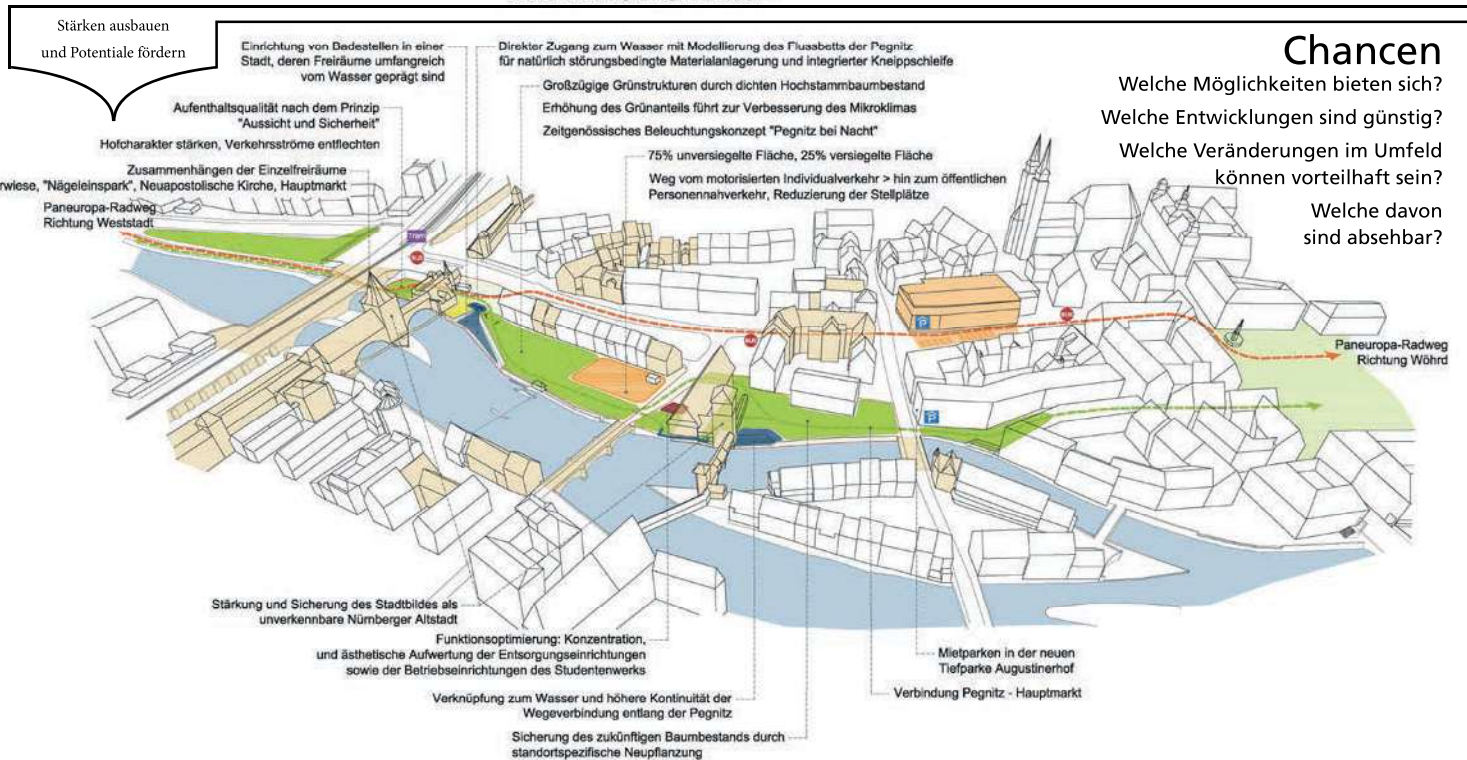 Stärken ausbauen
und Potentiale fördern
Chancen
Welche Möglichkeiten bieten sich?
Welche Entwicklungen sind günstig?
Welche Veränderungen im Umfeld
können vorteilhaft sein?
Welche davon
sind absehbar?
Einrichtung von Badestellen in einer
Stadt, deren Freiräume umfangreich
vom Wasser geprägt sind
Aufenthaltsqualität nach dem Prinzip
"Aussicht und Sicherheit"
Hofcharakter stärken, Verkehrsströme entflechten
Zusammenhängen der Einzelfreiräume
rwiese, "Nägeleinspark", Neuapostolische Kirche, Hauptmarkt
Paneuropa-Radweg
Richtung Weststadt
Direkter Zugang zum Wasser mit Modellierung des Flussbetts der Pegnitz
für natürlich störungsbedingte Materialanlagerung und integrierter Kneippschleife
Großzügige Grünstrukturen durch dichten Hochstammbaumbestand
Erhöhung des Grünanteils führt zur Verbesserung des Mikroklimas
Zeitgenössisches Beleuchtungskonzept "Pegnitz bei Nacht"
75% unversiegelte Fläche, 25% versiegelte Fläche
Weg vom motorisierten Individualverkehr > hin zum öffentlichen
Personennahverkehr, Reduzierung der Stellplätze
Tram
BUS
BUS
BUS
P
P
Paneuropa-Radweg
Richtung Wöhrd
Stärkung und Sicherung des Stadtbildes als
unverkennbare Nürnberger Altstadt
Funktionsoptimierung: Konzentration,
und ästhetische Aufwertung der Entsorgungseinrichtungen
sowie der Betriebseinrichtungen des Studentenwerks
Verknüpfung zum Wasser und höhere Kontinuität der
Wegeverbindung entlang der Pegnitz
Sicherung des zukünftigen Baumbestands durch
standortspezifische Neupflanzung
Mietparken in der neuen
Tiefparke Augustinerhof
Verbindung Pegnitz - Hauptmarkt